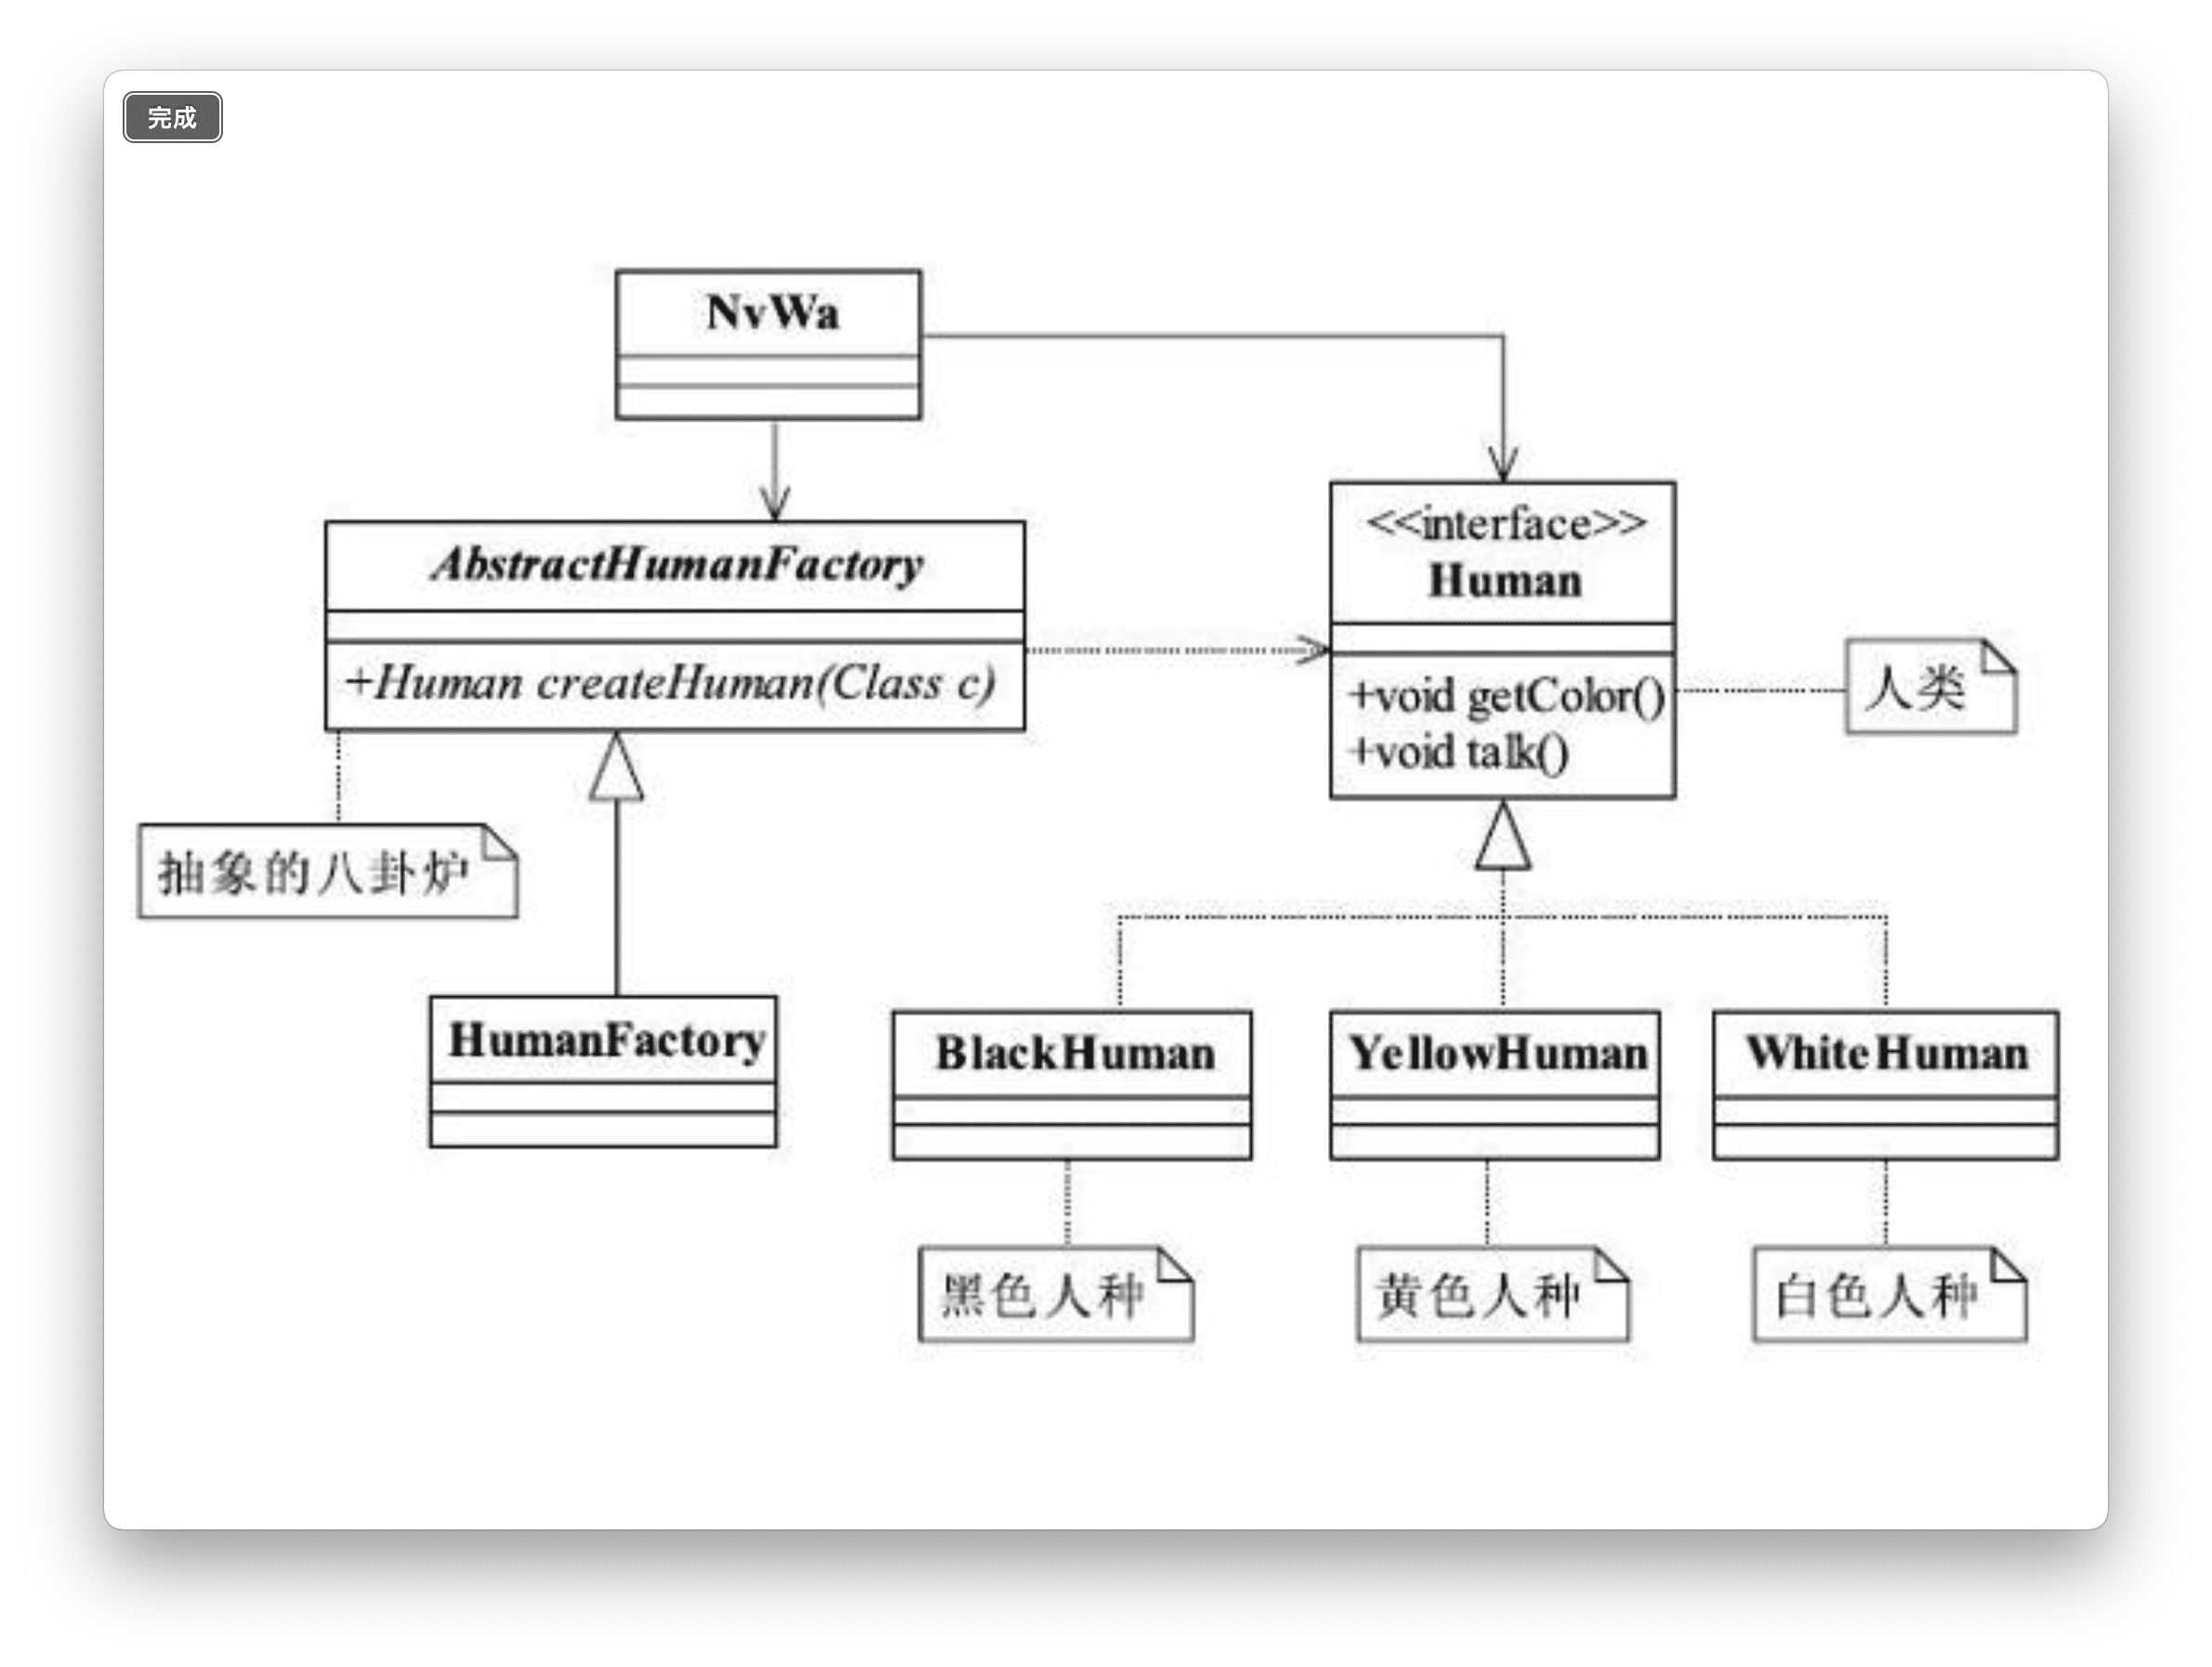 完成
NvWa
AbstractHumanFactory
+Human createHuman(Class c)
<<interface>>
Human
+void getColor()
+void talk()
人类
抽象的八卦炉
HumanFactory
BlackHuman
YellowHuman
WhiteHuman
黑色人种
黄色人种
白色人种